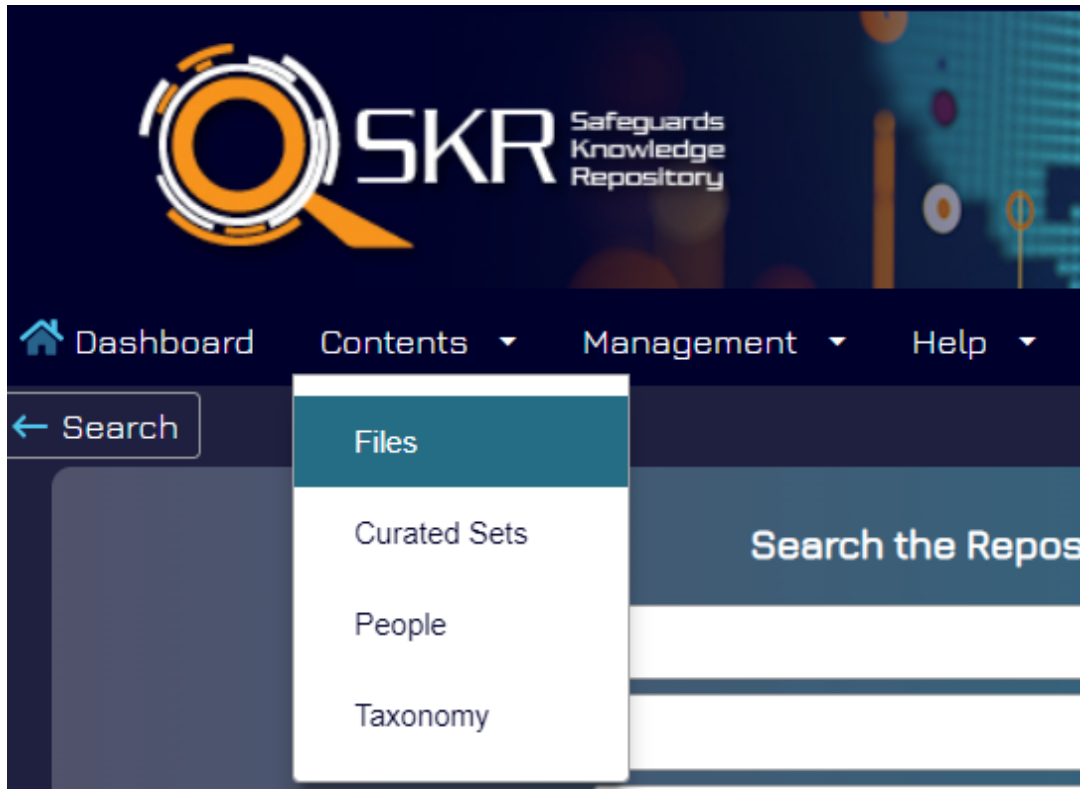 SKR Safeguards
Knowledge
Repository
Dashboard Contents Management Help
← Search
Files
Curated Sets
People
Taxonomy
Search the Repos